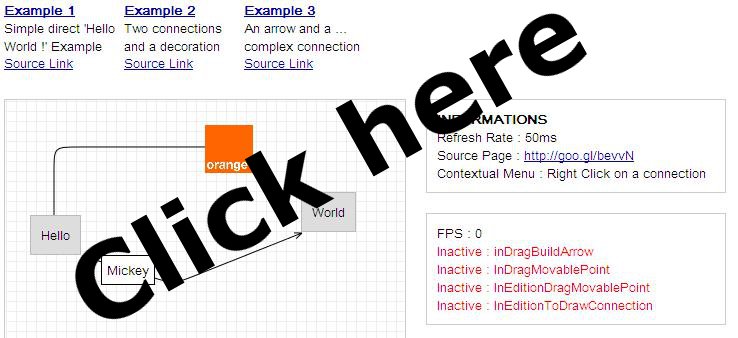 Example 1
Simple direct 'Hello
World !' Example
Source Link
Example 2
Two connections
and a decoration
Source Link
Example 3
An arrow and a ...
complex connection
Source Link
Click here
orange
Hello
World
Mickey
INFORMATIONS
Refresh Rate : 50ms
Source Page : http://goo.gl/bevvN
Contextual Menu : Right Click on a connection
FPS : 0
Inactive : inDragBuildArrow
Inactive : InDragMovablePoint
Inactive : InEditionDragMovablePoint
Inactive : InEditionToDrawConnection